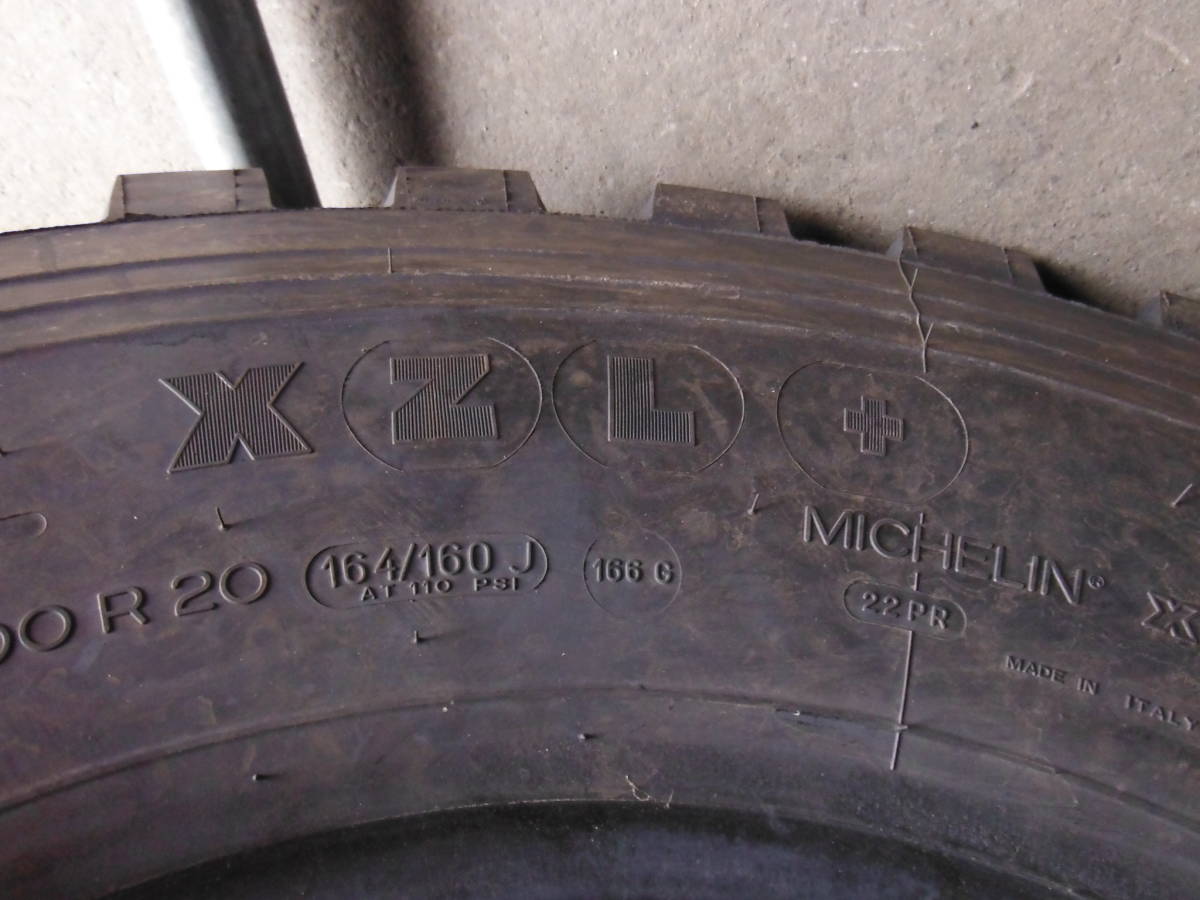 XZL+
R 20
164/160 J
AT 110 PSI
166 G
MICHELIN®
22 PR
MADE IN ITALY